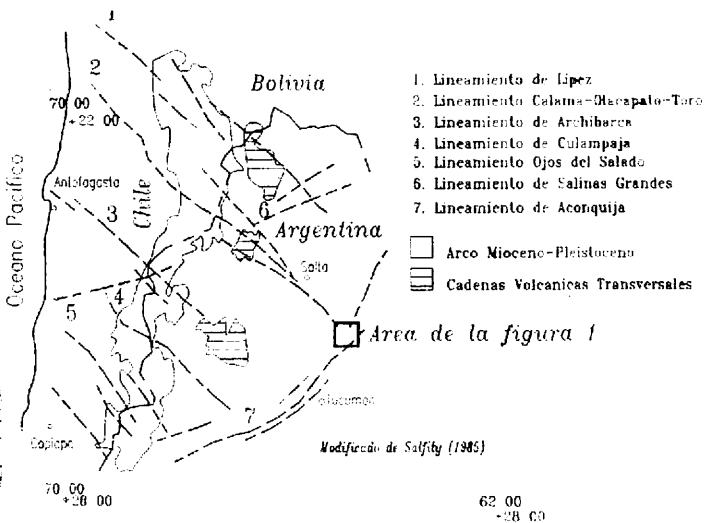 1
2
70 00
+22 00
Bolivia
Antofagasta
3
Chile
Oceano Pacífico
6
Argentina
Salta
4
5
Area de la figura 1
7
Tucuman
Copiapo
Modificado de Salfity (1985)
70 00
+28 00
62 00
+28 00
1. Lineamiento de Lipez
2. Lineamiento Calama-Olacapato-Toro
3. Lineamiento de Archibarca
4. Lineamiento de Culampaja
5. Lineamiento Ojos del Salado
6. Lineamiento de Salinas Grandes
7. Lineamiento de Aconquija
Arco Mioceno-Pleistoceno
Cadenas Volcanicas Transversales